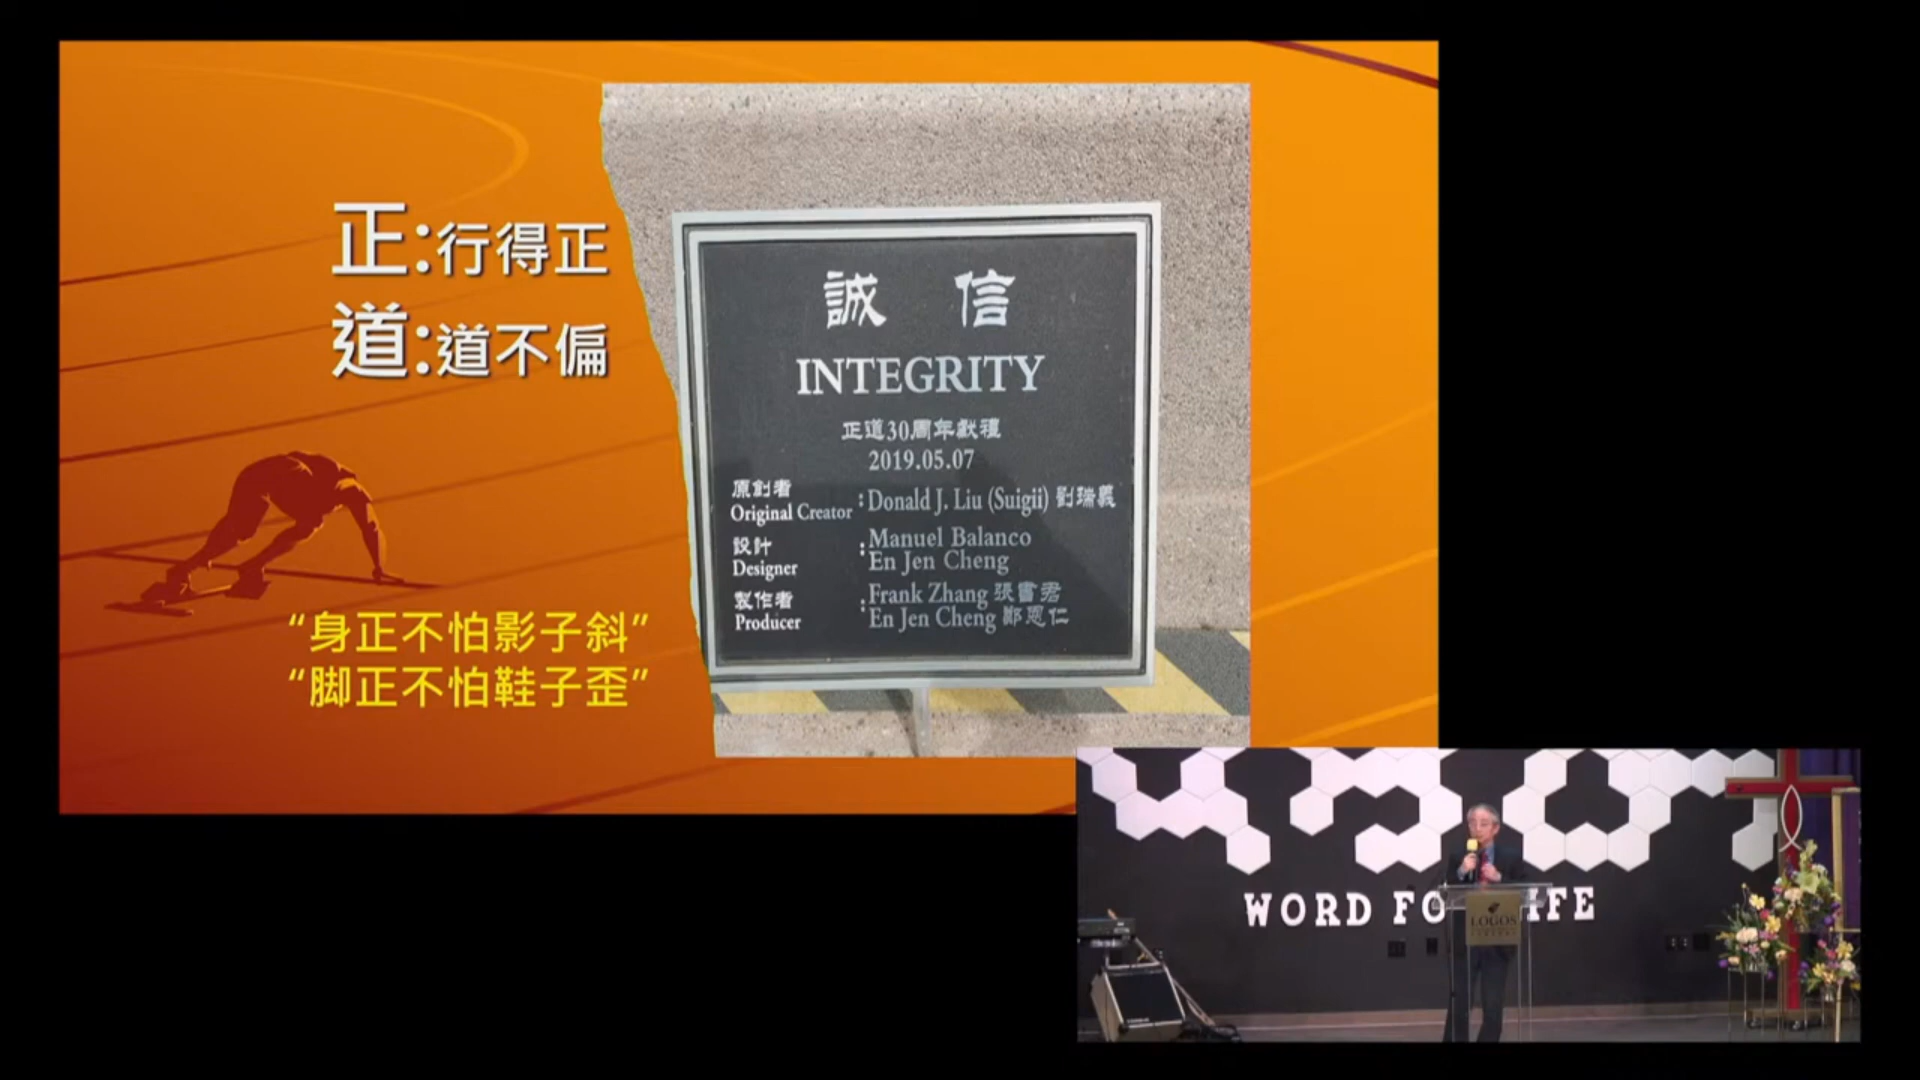 正:行得正
道:道不偏
“身正不怕影子斜”
“脚正不怕鞋子歪”
誠 信
INTEGRITY
正道30周年獻禮
2019.05.07
原創者
Original Creator : Donald J. Liu (Suigii) 劉瑞義
設計
Designer : Manuel Balanco
En Jen Cheng
製作者
Producer : Frank Zhang 張書君
En Jen Cheng 鄭恩仁
WORD FO IFE
LOGOS